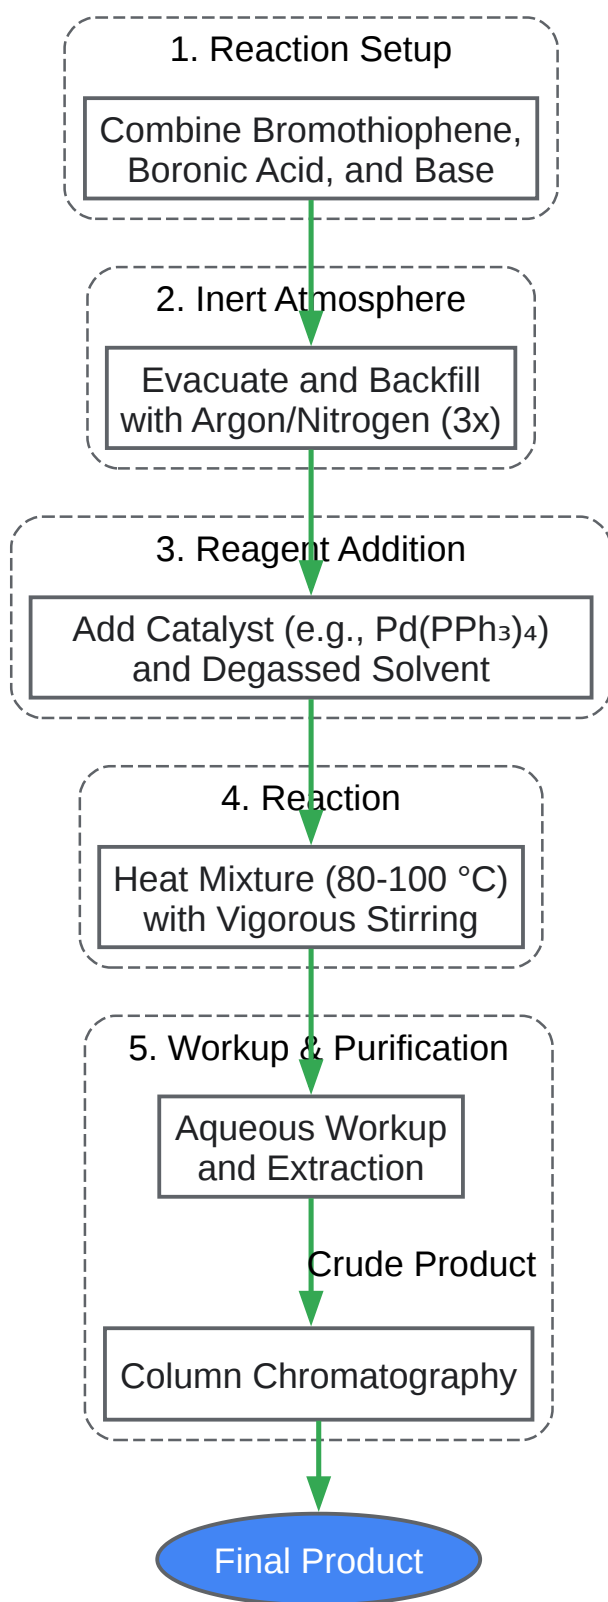 1. Reaction Setup
Combine Bromothiophene,
Boronic Acid, and Base
2. Inert Atmosphere
Evacuate and Backfill
with Argon/Nitrogen (3x)
3. Reagent Addition
Add Catalyst (e.g., Pd(PPh₃)₄)
and Degassed Solvent
4. Reaction
Heat Mixture (80-100 °C)
with Vigorous Stirring
5. Workup & Purification
Aqueous Workup
and Extraction
Crude Product
Column Chromatography
Final Product